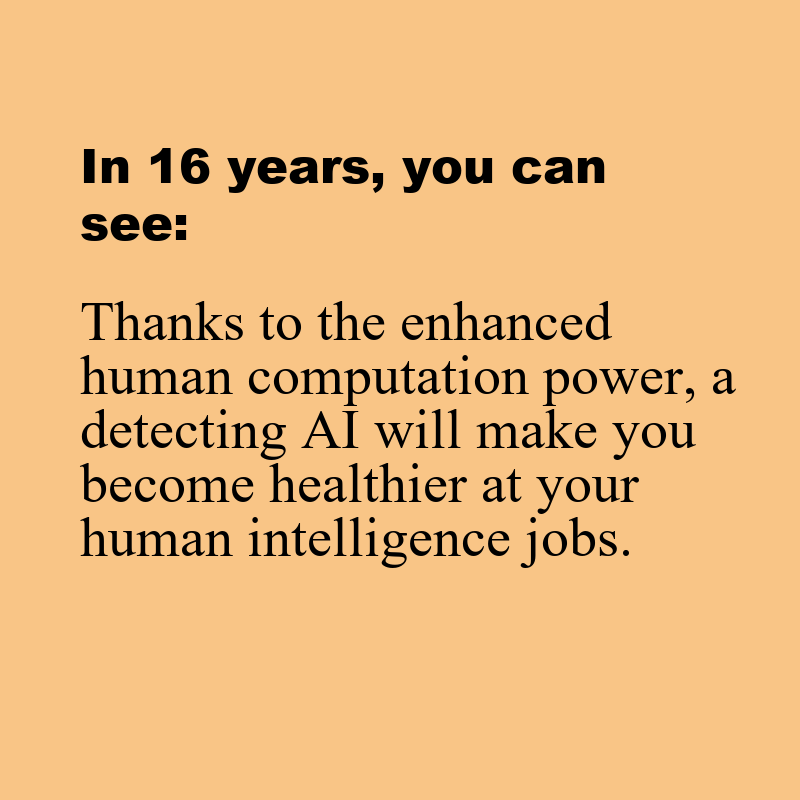 In 16 years, you can
see:
Thanks to the enhanced
human computation power, a
detecting AI will make you
become healthier at your
human intelligence jobs.